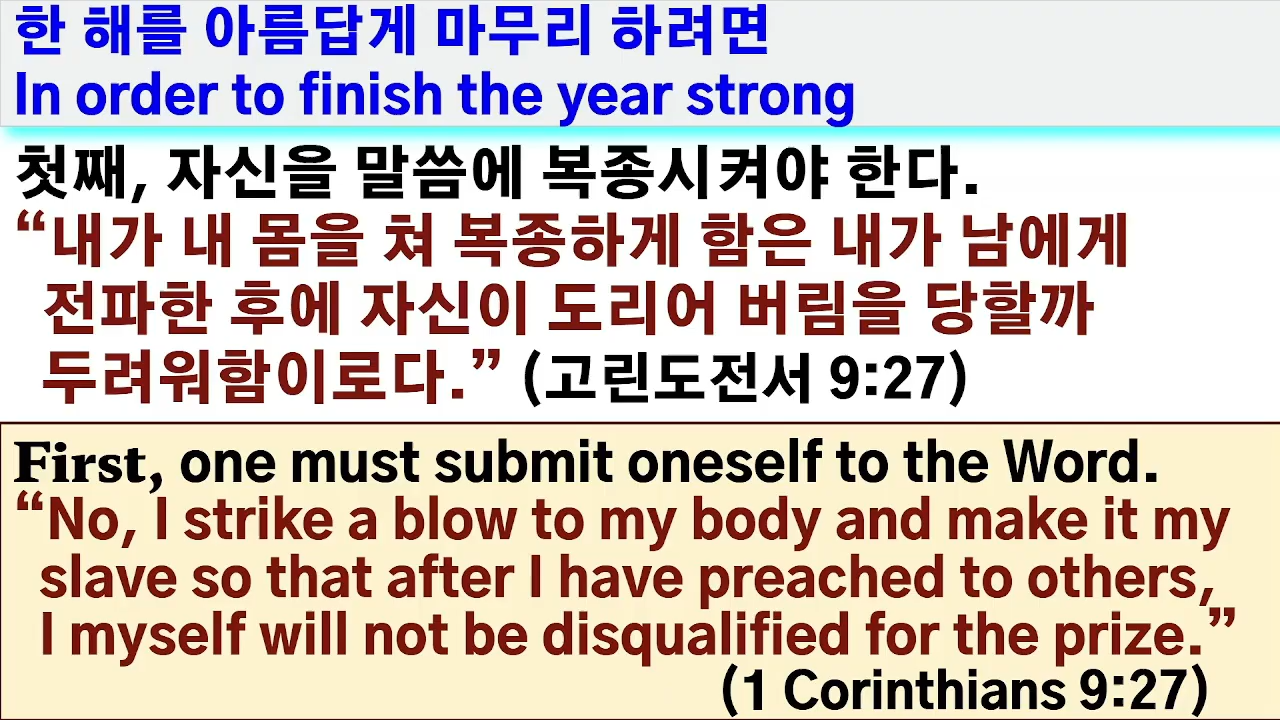 한 해를 아름답게 마무리 하려면
In order to finish the year strong
첫째, 자신을 말씀에 복종시켜야 한다.
“내가 내 몸을 쳐 복종하게 함은 내가 남에게
전파한 후에 자신이 도리어 버림을 당할까
두려워함이로다.” (고린도전서 9:27)
First, one must submit oneself to the Word.
“No, I strike a blow to my body and make it my
slave so that after I have preached to others,
I myself will not be disqualified for the prize.”
(1 Corinthians 9:27)